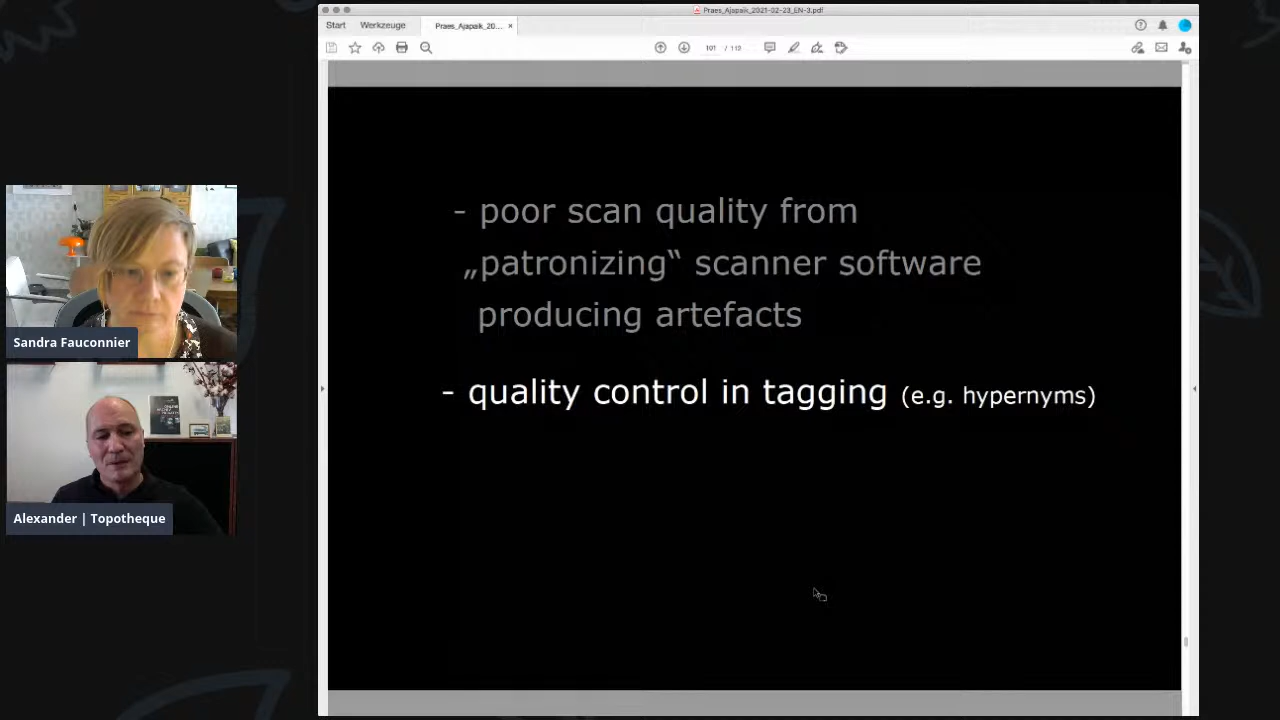 Praes_Ajapaik_2021-02-23_EN-3.pdf
Start Werkzeuge Praes_Ajapaik_20... ×
101 / 112
- poor scan quality from
„patronizing“ scanner software
producing artefacts
- quality control in tagging (e.g. hypernyms)
Sandra Fauconnier
Alexander | Topotheque